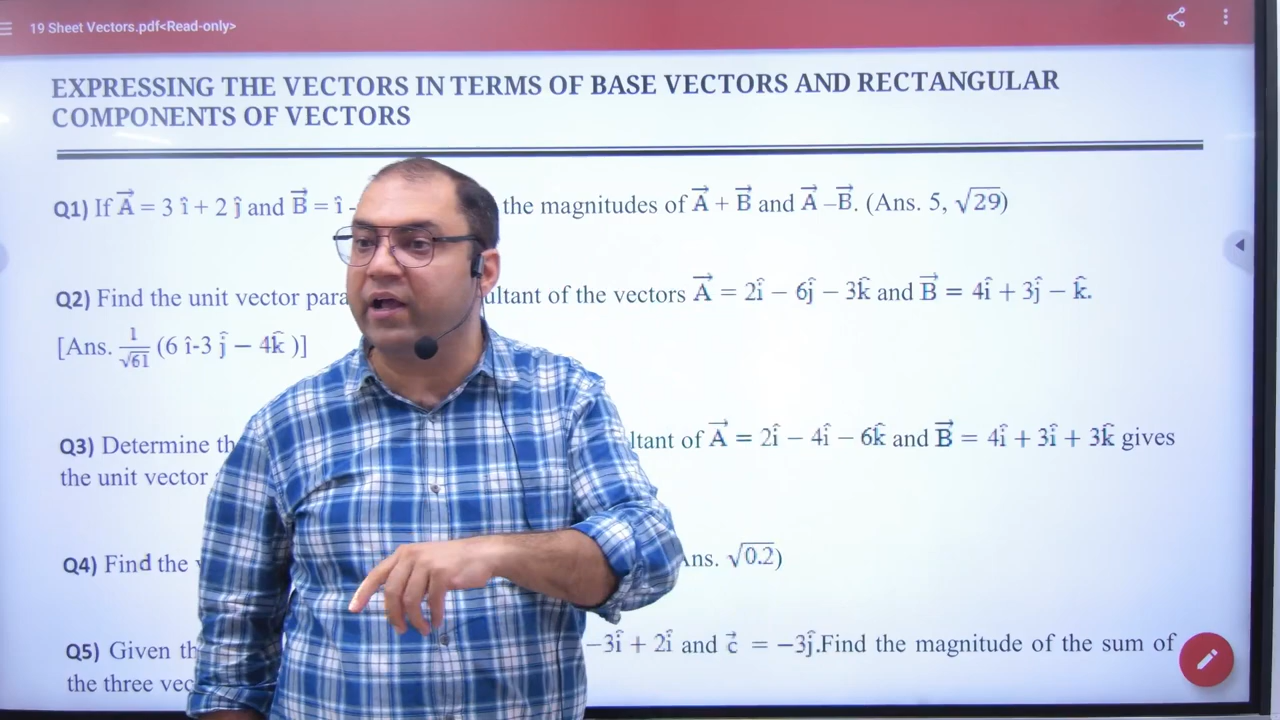 19 Sheet Vectors.pdf<Read-only>
EXPRESSING THE VECTORS IN TERMS OF BASE VECTORS AND RECTANGULAR
COMPONENTS OF VECTORS
Q1) If A⃗ = 3 î + 2 ĵ and B⃗ = î - the magnitudes of A⃗ + B⃗ and A⃗ –B⃗. (Ans. 5, √29)
Q2) Find the unit vector para ultant of the vectors A⃗ = 2î − 6ĵ − 3k̂ and B⃗ = 4î + 3ĵ − k̂.
[Ans. 1/√61 (6 î-3 ĵ − 4k̂ )]
Q3) Determine th ltant of A⃗ = 2î − 4î − 6k̂ and B⃗ = 4î + 3î + 3k̂ gives
the unit vector
Q4) Find the ns. √0.2)
Q5) Given th −3î + 2î and c⃗ = −3ĵ.Find the magnitude of the sum of
the three vec